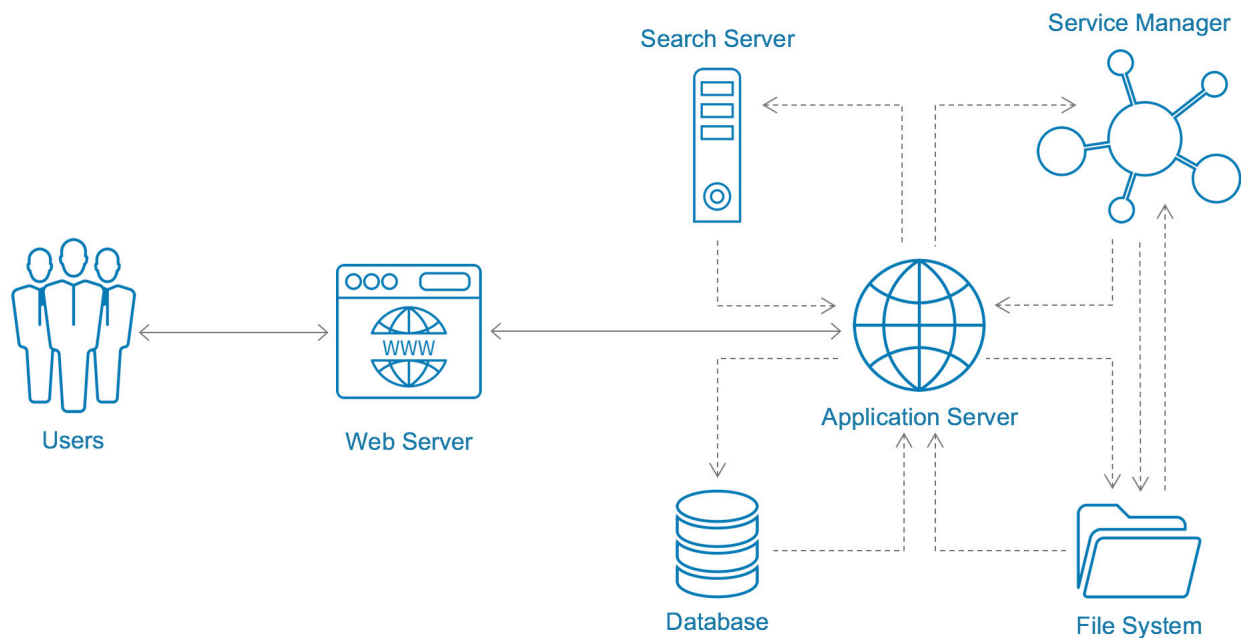 Search Server
Service Manager
WWW
Users
Web Server
Application Server
Database
File System